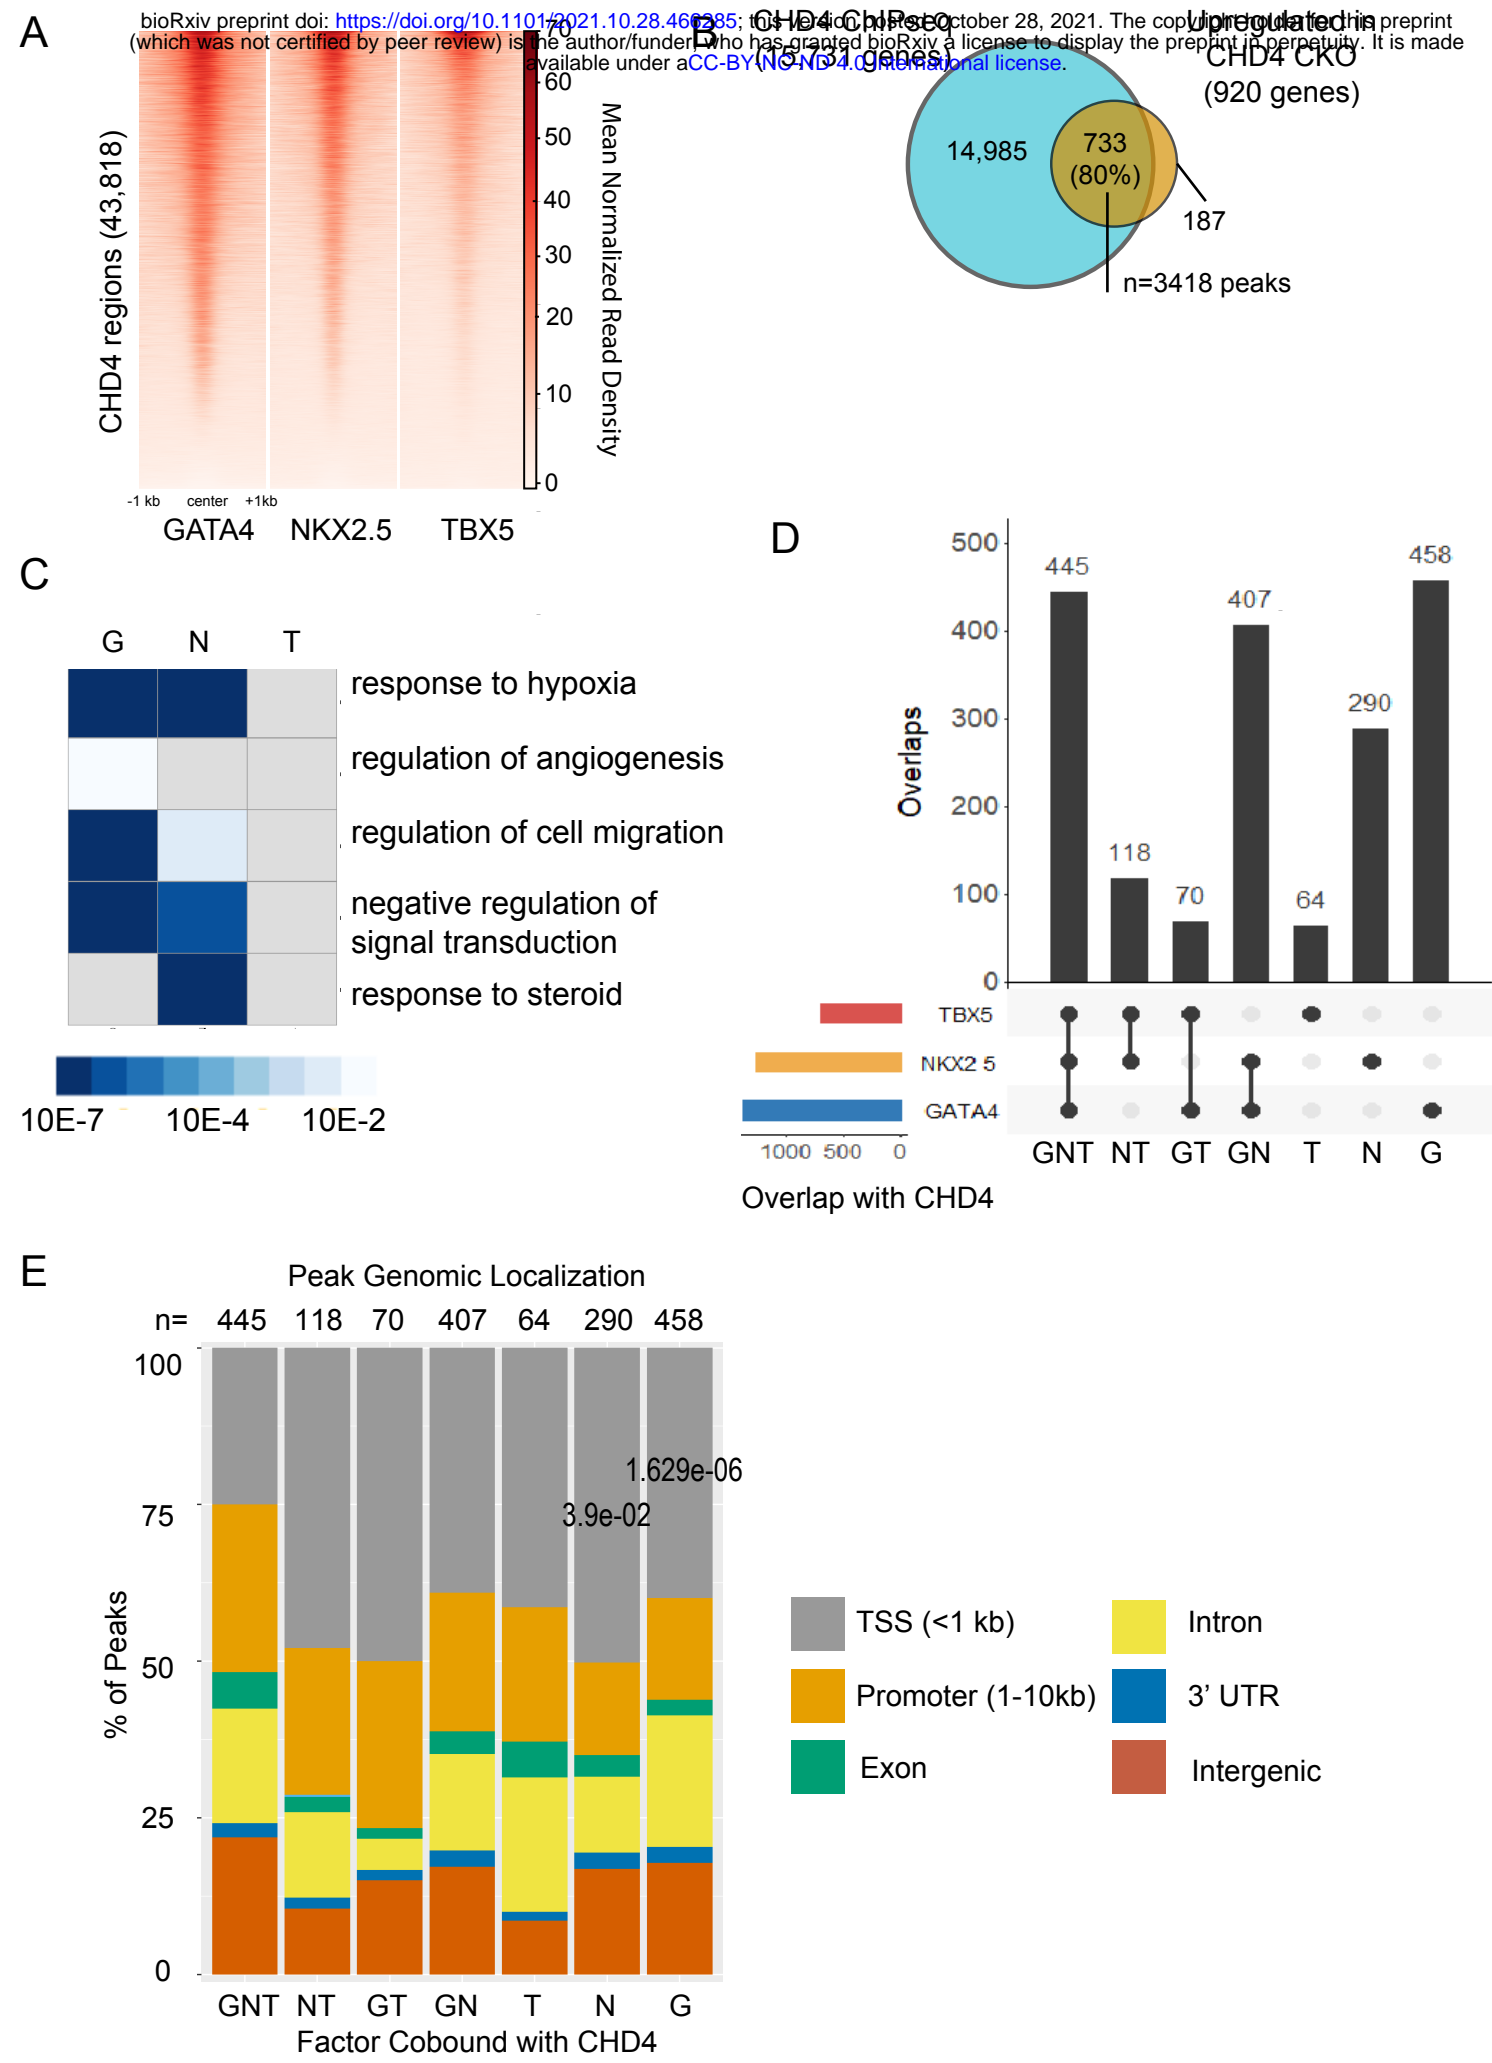 bioRxiv preprint doi: https://doi.org/10.1101/2021.10.28.466285; this version posted October 28, 2021. The copyright holder for this preprint
(which was not certified by peer review) is the author/funder, who has granted bioRxiv a license to display the preprint in perpetuity. It is made
available under aCC-BY-NC-ND 4.0 International license.
A
CHD4 regions (43,818)
70
60
50
40
30
20
10
0
Mean Normalized Read Density
-1 kb center +1kb
GATA4 NKX2.5 TBX5
B
CHD4 ChIPseq
(15,731 genes)
Upregulated in
CHD4 CKO
(920 genes)
14,985
733
(80%)
187
n=3418 peaks
C
G N T
response to hypoxia
regulation of angiogenesis
regulation of cell migration
negative regulation of
signal transduction
response to steroid
10E-7 10E-4 10E-2
D
Overlaps
500
400
300
200
100
0
445
118
70
407
64
290
458
TBX5
NKX2 5
GATA4
1000 500 0
GNT NT GT GN T N G
Overlap with CHD4
E
Peak Genomic Localization
n= 445 118 70 407 64 290 458
% of Peaks
100
75
50
25
0
1.629e-06
3.9e-02
GNT NT GT GN T N G
Factor Cobound with CHD4
TSS (<1 kb)
Promoter (1-10kb)
Exon
Intron
3’ UTR
Intergenic